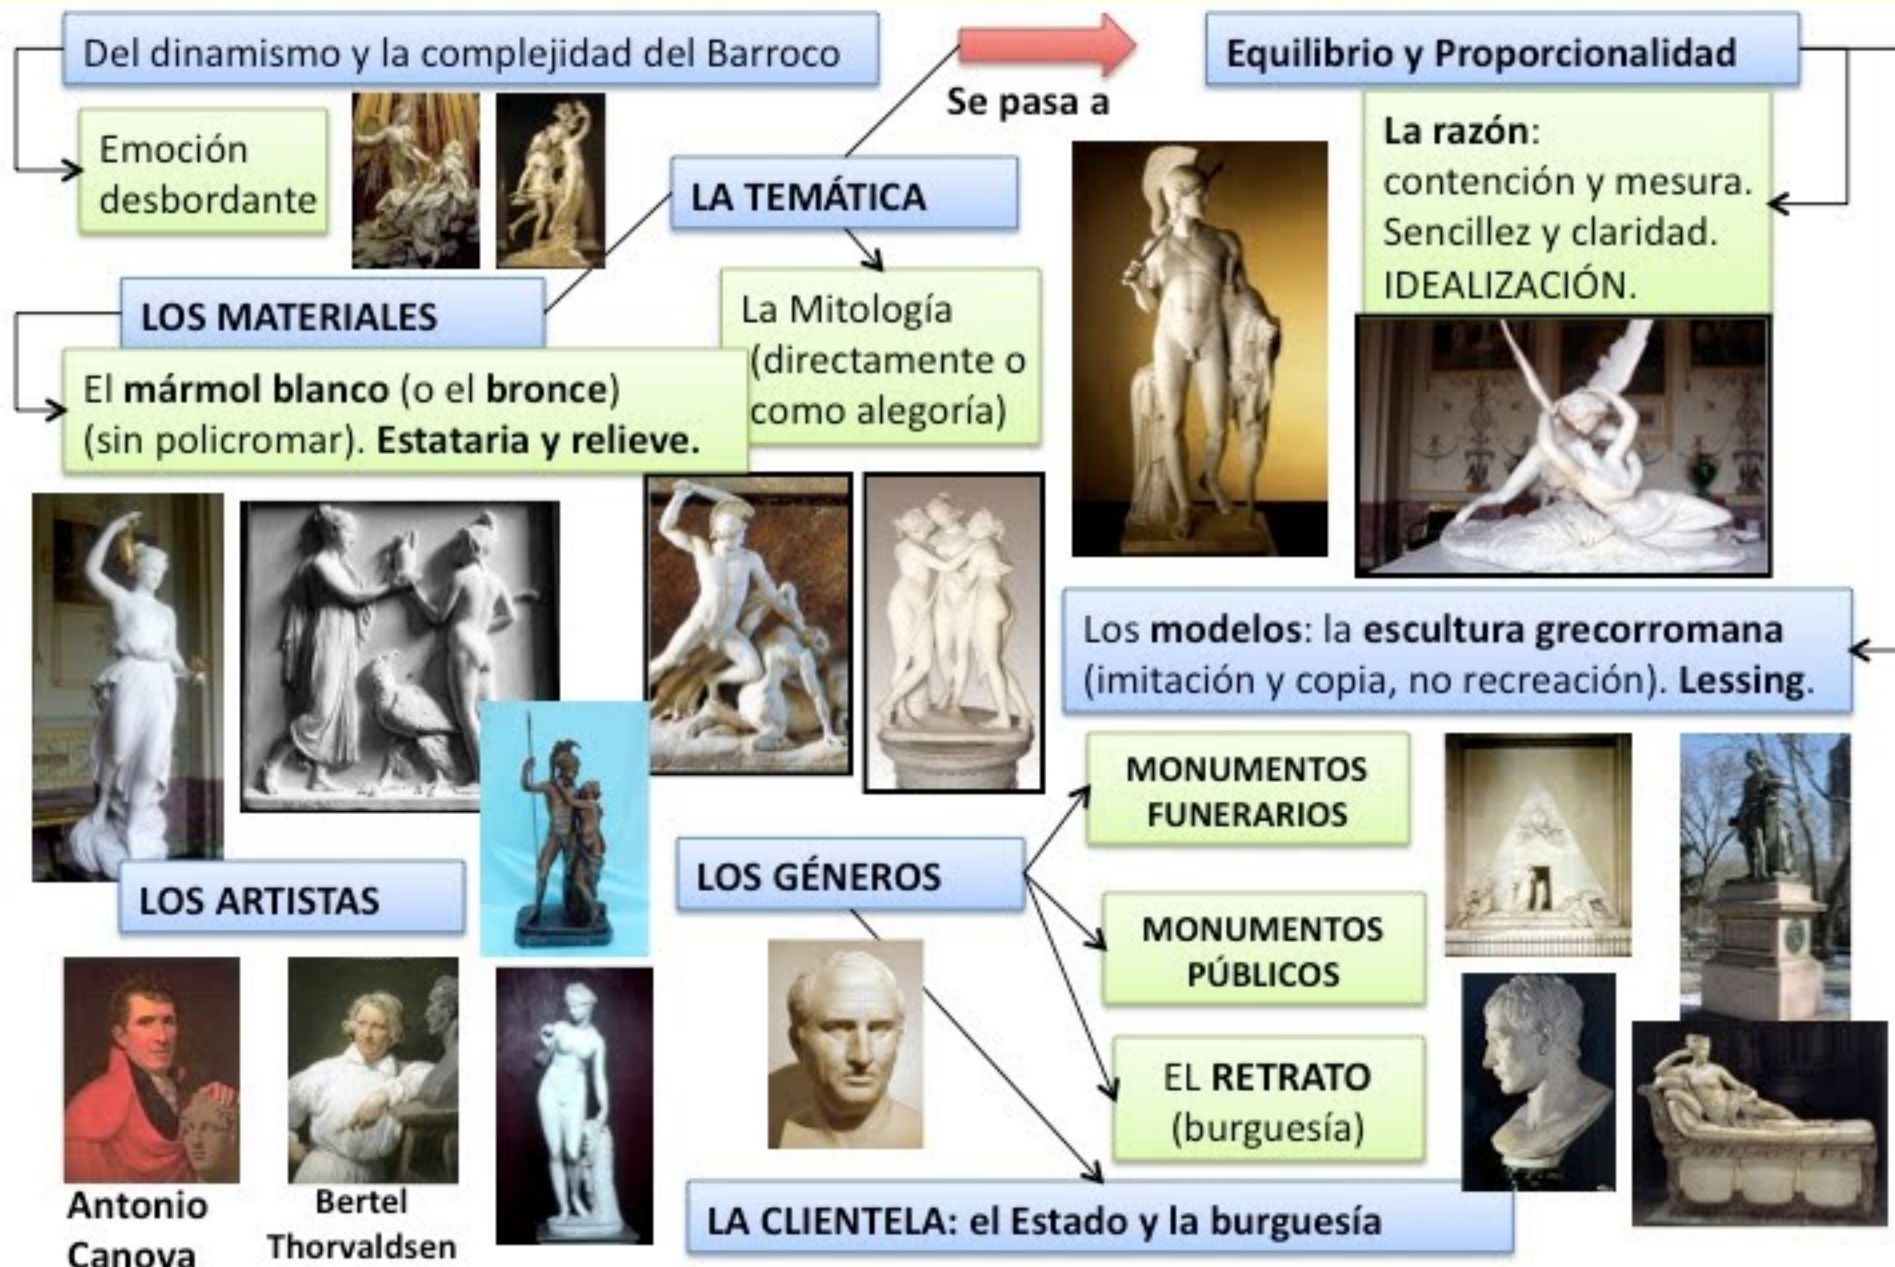 Del dinamismo y la complejidad del Barroco
Se pasa a
Equilibrio y Proporcionalidad
Emoción
desbordante
La razón:
contención y mesura.
Sencillez y claridad.
IDEALIZACIÓN.
LA TEMÁTICA
La Mitología
(directamente o
como alegoría)
LOS MATERIALES
El mármol blanco (o el bronce)
(sin policromar). Estataria y relieve.
Los modelos: la escultura grecorromana
(imitación y copia, no recreación). Lessing.
LOS GÉNEROS
MONUMENTOS
FUNERARIOS
MONUMENTOS
PÚBLICOS
EL RETRATO
(burguesía)
LA CLIENTELA: el Estado y la burguesía
LOS ARTISTAS
Antonio
Canova
Bertel
Thorvaldsen